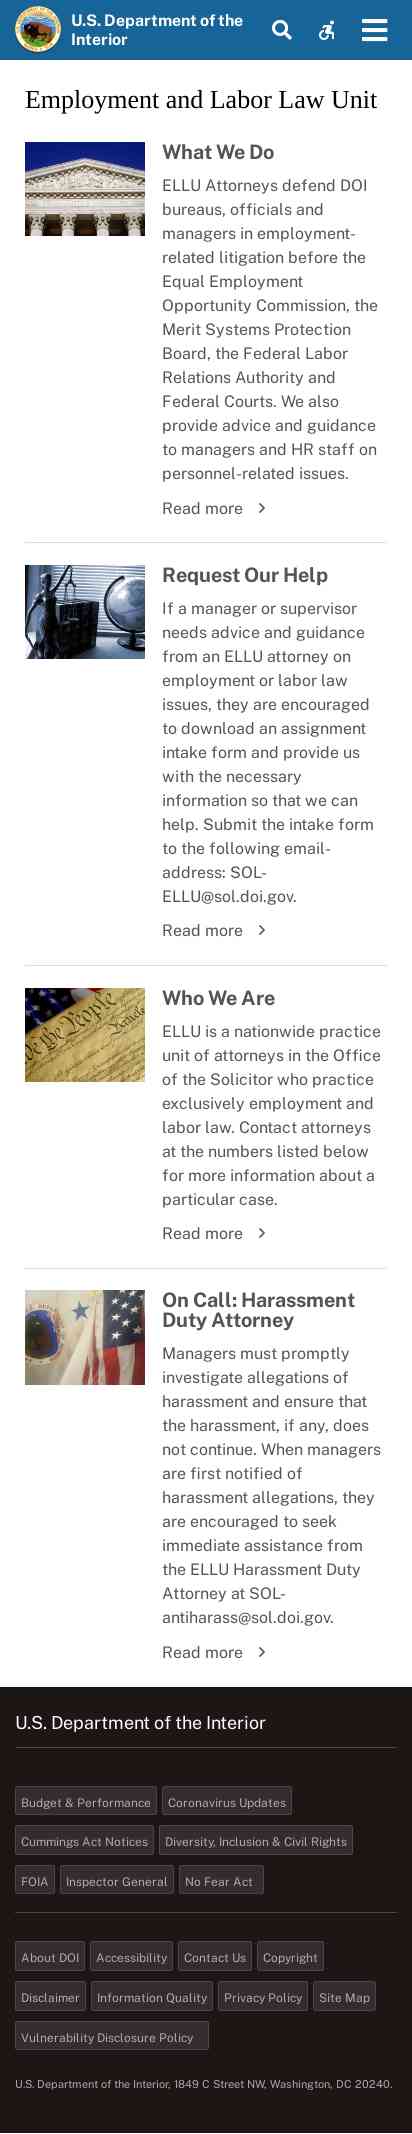 U.S. Department of the
Interior
Employment and Labor Law Unit
What We Do
ELLU Attorneys defend DOI
bureaus, officials and
managers in employment-
related litigation before the
Equal Employment
Opportunity Commission, the
Merit Systems Protection
Board, the Federal Labor
Relations Authority and
Federal Courts. We also
provide advice and guidance
to managers and HR staff on
personnel-related issues.
Read more
Request Our Help
If a manager or supervisor
needs advice and guidance
from an ELLU attorney on
employment or labor law
issues, they are encouraged
to download an assignment
intake form and provide us
with the necessary
information so that we can
help. Submit the intake form
to the following email-
address: SOL-
ELLU@sol.doi.gov.
Read more
We the People
Who We Are
ELLU is a nationwide practice
unit of attorneys in the Office
of the Solicitor who practice
exclusively employment and
labor law. Contact attorneys
at the numbers listed below
for more information about a
particular case.
Read more
On Call: Harassment
Duty Attorney
Managers must promptly
investigate allegations of
harassment and ensure that
the harassment, if any, does
not continue. When managers
are first notified of
harassment allegations, they
are encouraged to seek
immediate assistance from
the ELLU Harassment Duty
Attorney at SOL-
antiharass@sol.doi.gov.
Read more
U.S. Department of the Interior
Budget & Performance Coronavirus Updates
Cummings Act Notices Diversity, Inclusion & Civil Rights
FOIA Inspector General No Fear Act
About DOI Accessibility Contact Us Copyright
Disclaimer Information Quality Privacy Policy Site Map
Vulnerability Disclosure Policy
U.S. Department of the Interior, 1849 C Street NW, Washington, DC 20240.